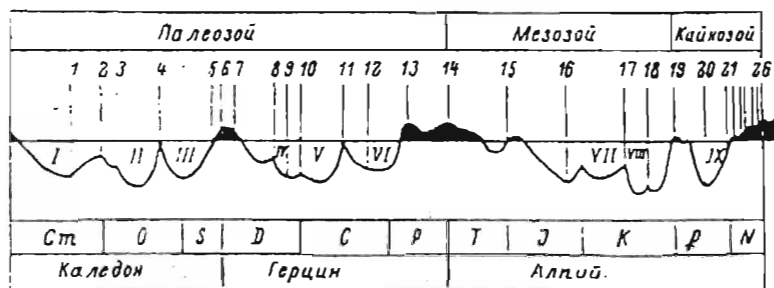 Палеозой Мезозой Кайнозой
1 2 3 4 5 6 7 8 9 10 11 12 13 14 15 16 17 18 19 20 21 26
I II III IV V VI VII VIII IX
Cm O S D C P T J K P N
Каледон Герцин Алпий.